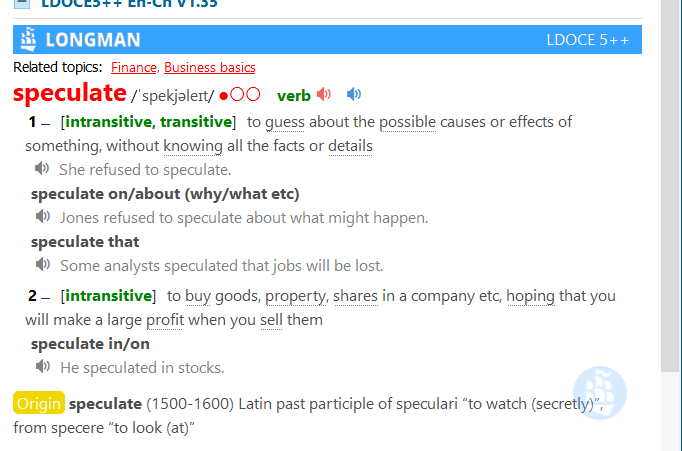 LDOCE5++ En-Ch V1.35
LONGMAN LDOCE 5++
Related topics: Finance, Business basics
speculate /ˈspekjəleɪt/ ●○○ verb
1 – [intransitive, transitive] to guess about the possible causes or effects of
something, without knowing all the facts or details
She refused to speculate.
speculate on/about (why/what etc)
Jones refused to speculate about what might happen.
speculate that
Some analysts speculated that jobs will be lost.
2 – [intransitive] to buy goods, property, shares in a company etc, hoping that you
will make a large profit when you sell them
speculate in/on
He speculated in stocks.
Origin speculate (1500-1600) Latin past participle of speculari “to watch (secretly)”,
from specere “to look (at)”